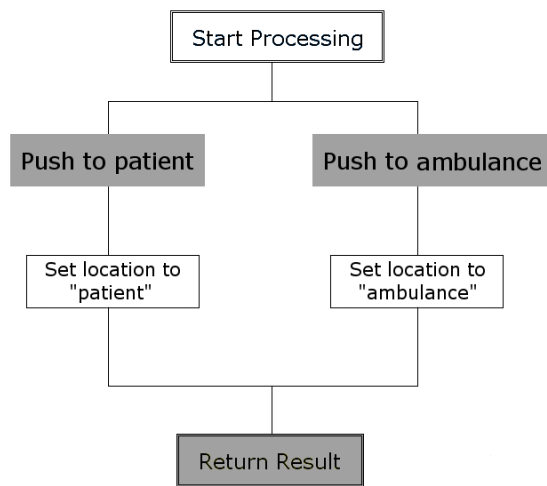 Start Processing
Push to patient
Push to ambulance
Set location to
"patient"
Set location to
"ambulance"
Return Result